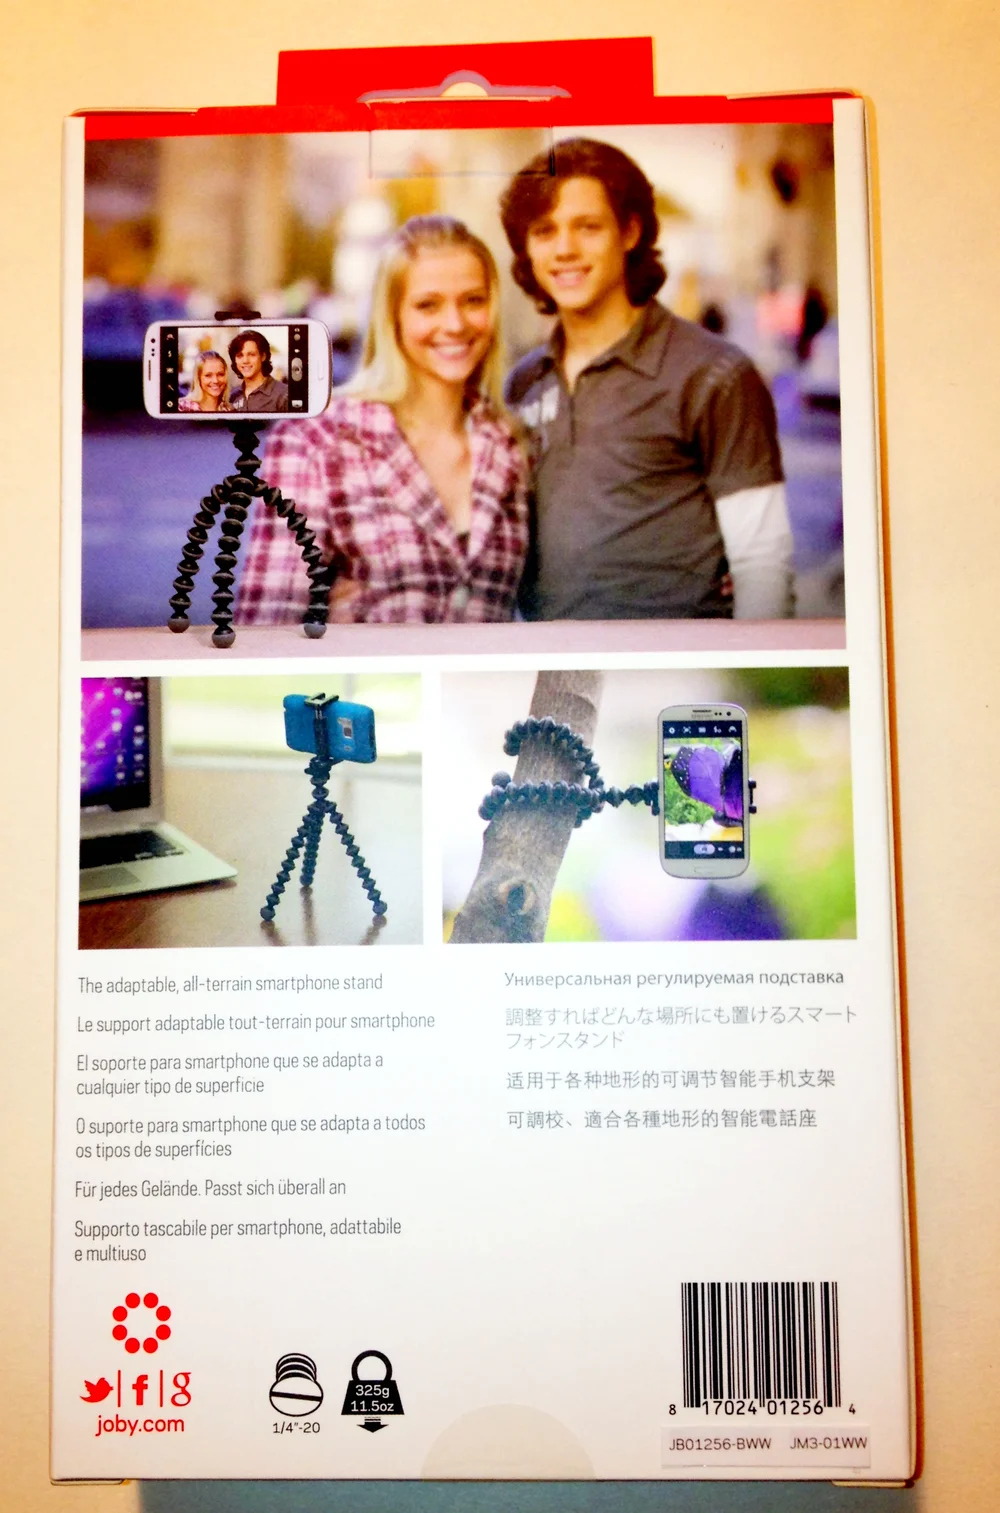 The adaptable, all-terrain smartphone stand
Le support adaptable tout-terrain pour smartphone
El soporte para smartphone que se adapta a
cualquier tipo de superficie
O suporte para smartphone que se adapta a todos
os tipos de superfícies
Für jedes Gelände. Passt sich überall an
Supporto tascabile per smartphone, adattabile
e multiuso
Универсальная регулируемая подставка
調整すればどんな場所にも置けるスマート
フォンスタンド
适用于各种地形的可调节智能手机支架
可調校、適合各種地形的智能電話座
f
g
joby.com
1/4"-20
325g
11.5oz
8 17024 01256 4
JB01256-BWW JM3-01WW